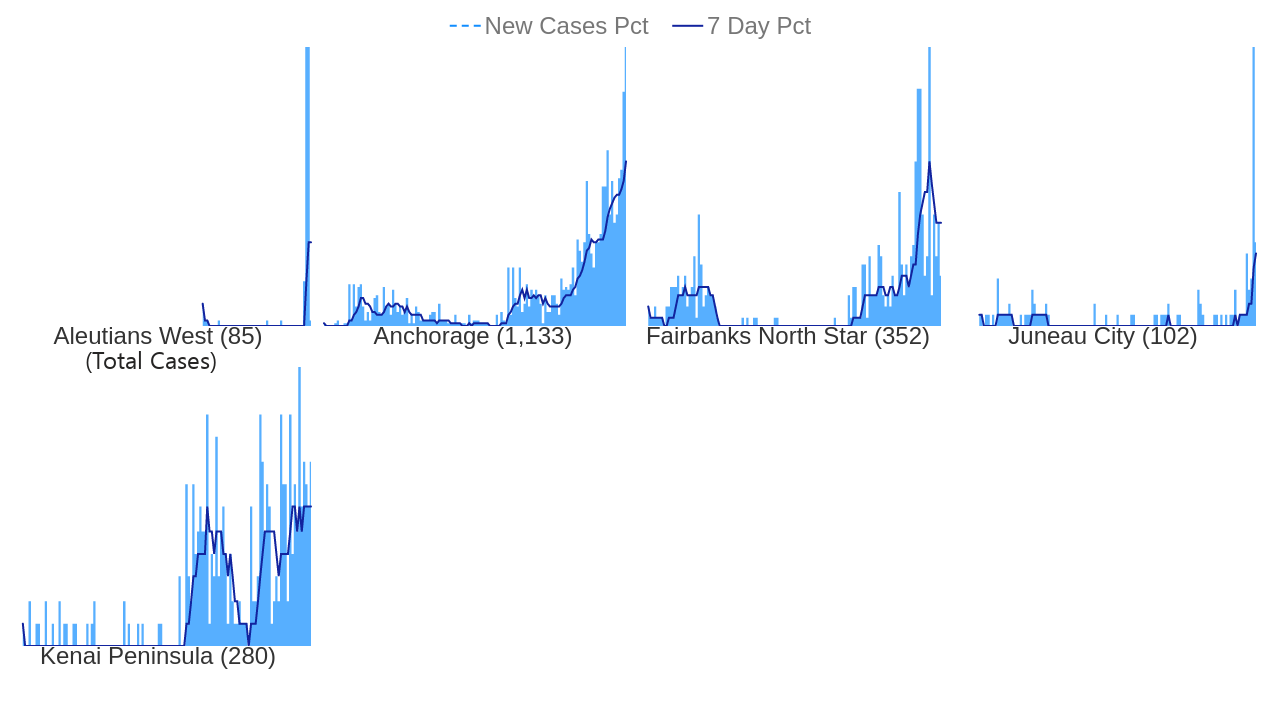 New Cases Pct 7 Day Pct
Aleutians West (85) Anchorage (1,133) Fairbanks North Star (352) Juneau City (102)
(Total Cases)
Kenai Peninsula (280)